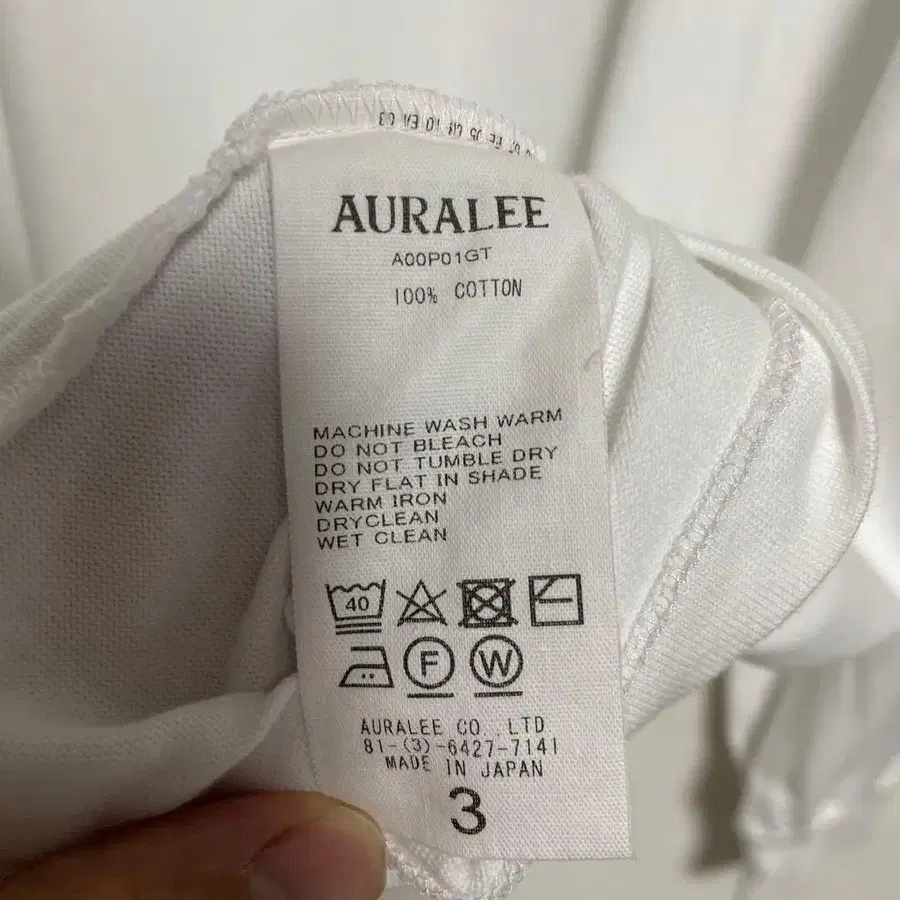 AURALEE
A00P01GT
100% COTTON
MACHINE WASH WARM
DO NOT BLEACH
DO NOT TUMBLE DRY
DRY FLAT IN SHADE
WARM IRON
DRYCLEAN
WET CLEAN
40
F W
AURALEE CO. LTD.
81-(3)-6427-7141
MADE IN JAPAN
3